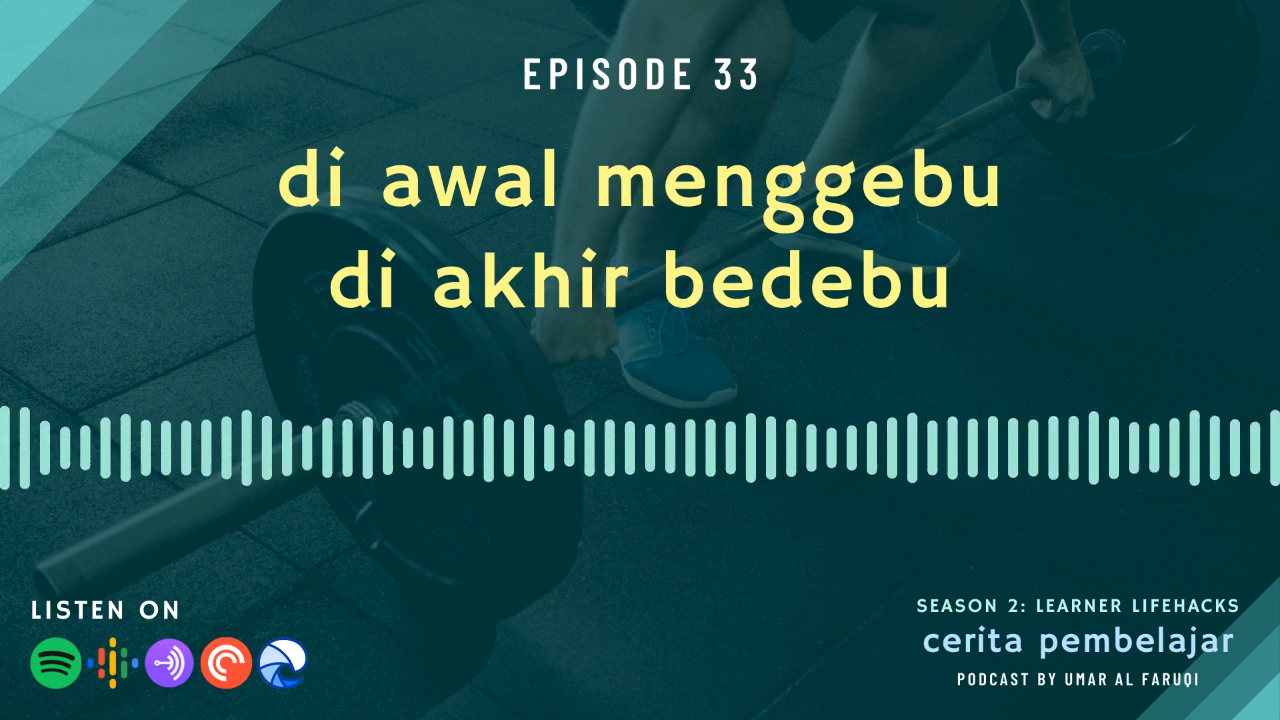 EPISODE 33
di awal menggebu
di akhir bedebu
LISTEN ON
SEASON 2: LEARNER LIFEHACKS
cerita pembelajar
PODCAST BY UMAR AL FARUQI